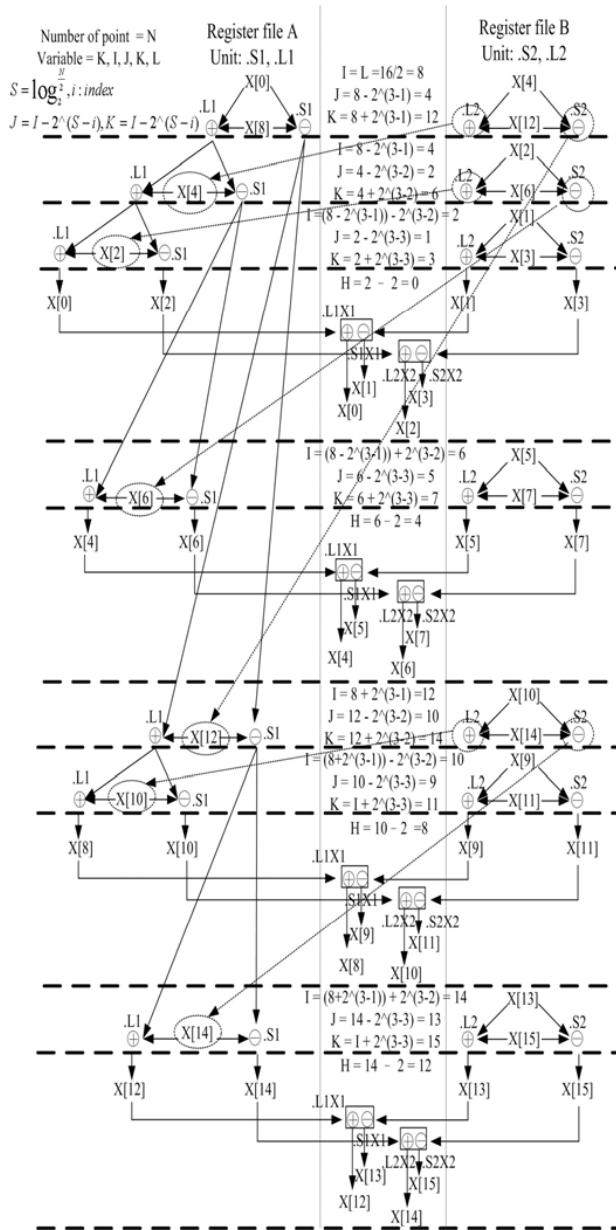 Register file A
Unit: .S1, .L1
Register file B
Unit: .S2, .L2
Number of point = N
Variable = K, I, J, K, L
S = log_2^(N/2), i : index
J = I - 2^(S-i), K = I - 2^(S-i)
X[0]
.L1
X[8]
.S1
I = L =16/2 = 8
J = 8 - 2^(3-1) = 4
K = 8 + 2^(3-1) = 12
X[4]
.L2
X[12]
.S2
.L1
X[4]
.S1
I = 8 - 2^(3-1) = 4
J = 4 - 2^(3-2) = 2
K = 4 + 2^(3-2) = 6
X[2]
.L2
X[6]
.S2
.L1
X[2]
.S1
I =(8 - 2^(3-1)) - 2^(3-2) = 2
J = 2 - 2^(3-3) = 1
K = 2 + 2^(3-3) = 3
X[1]
.L2
X[3]
.S2
H = 2 - 2 = 0
X[0]
X[2]
X[1]
X[3]
.L1X1
.S1X1
.L2X2
.S2X2
X[1]
X[3]
X[0]
X[2]
.L1
X[6]
.S1
I = (8 - 2^(3-1)) + 2^(3-2) = 6
J = 6 - 2^(3-3) = 5
K = 6 + 2^(3-3) = 7
X[5]
.L2
X[7]
.S2
H = 6 - 2 = 4
X[4]
X[6]
X[5]
X[7]
.L1X1
.S1X1
.L2X2
.S2X2
X[5]
X[7]
X[4]
X[6]
.L1
X[12]
.S1
I = 8 + 2^(3-1) =12
J = 12 - 2^(3-2) = 10
K = 12 + 2^(3-2) = 14
X[10]
.L2
X[14]
.S2
.L1
X[10]
.S1
I = (8+2^(3-1)) - 2^(3-2) = 10
J = 10 - 2^(3-3) = 9
K = I + 2^(3-3) = 11
X[9]
.L2
X[11]
.S2
H = 10 - 2 =8
X[8]
X[10]
X[9]
X[11]
.L1X1
.S1X1
.L2X2
.S2X2
X[9]
X[11]
X[8]
X[10]
.L1
X[14]
.S1
I = (8+2^(3-1)) + 2^(3-2) = 14
J = 14 - 2^(3-3) = 13
K = I + 2^(3-3) = 15
X[13]
.L2
X[15]
.S2
H = 14 - 2 = 12
X[12]
X[14]
X[13]
X[15]
.L1X1
.S1X1
.L2X2
.S2X2
X[13]
X[15]
X[12]
X[14]